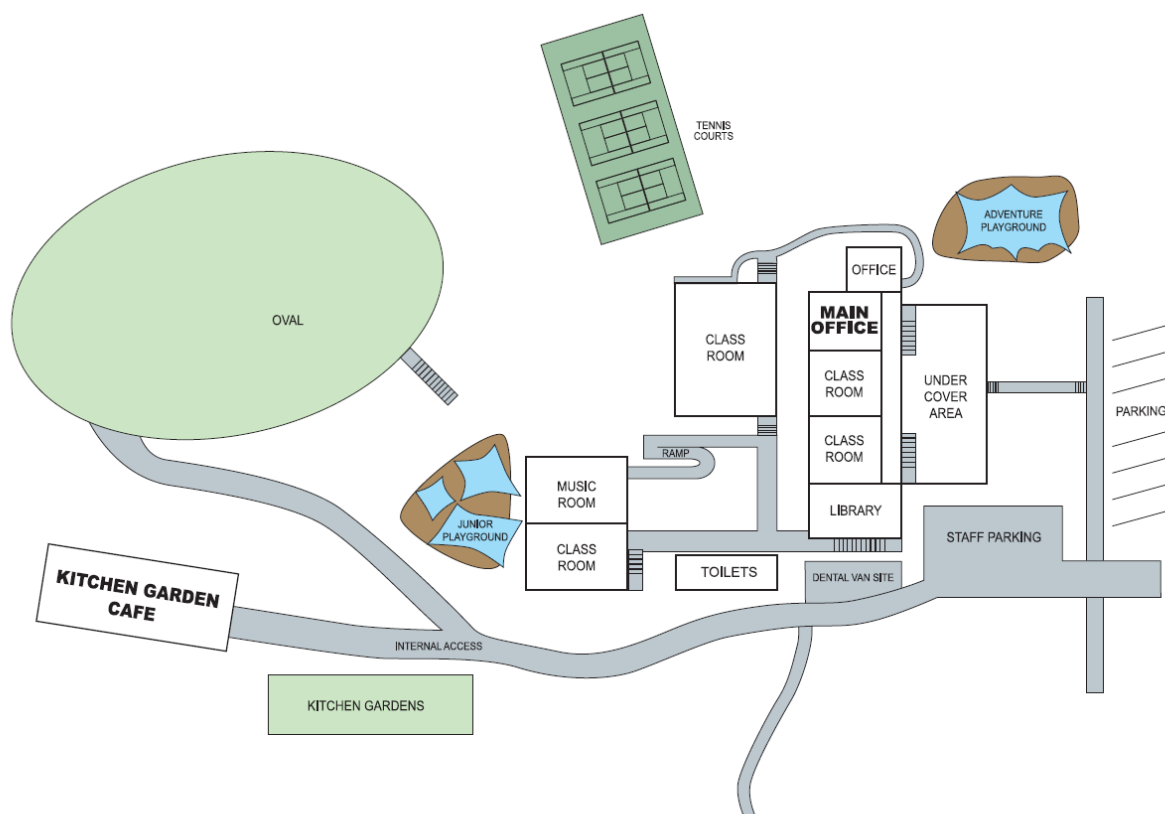 TENNIS
COURTS
ADVENTURE
PLAYGROUND
OFFICE
OVAL
MAIN
OFFICE
CLASS
ROOM
CLASS
ROOM
UNDER
COVER
AREA
PARKING
CLASS
ROOM
RAMP
MUSIC
ROOM
LIBRARY
JUNIOR
PLAYGROUND
STAFF PARKING
CLASS
ROOM
TOILETS
DENTAL VAN SITE
KITCHEN GARDEN
CAFE
INTERNAL ACCESS
KITCHEN GARDENS